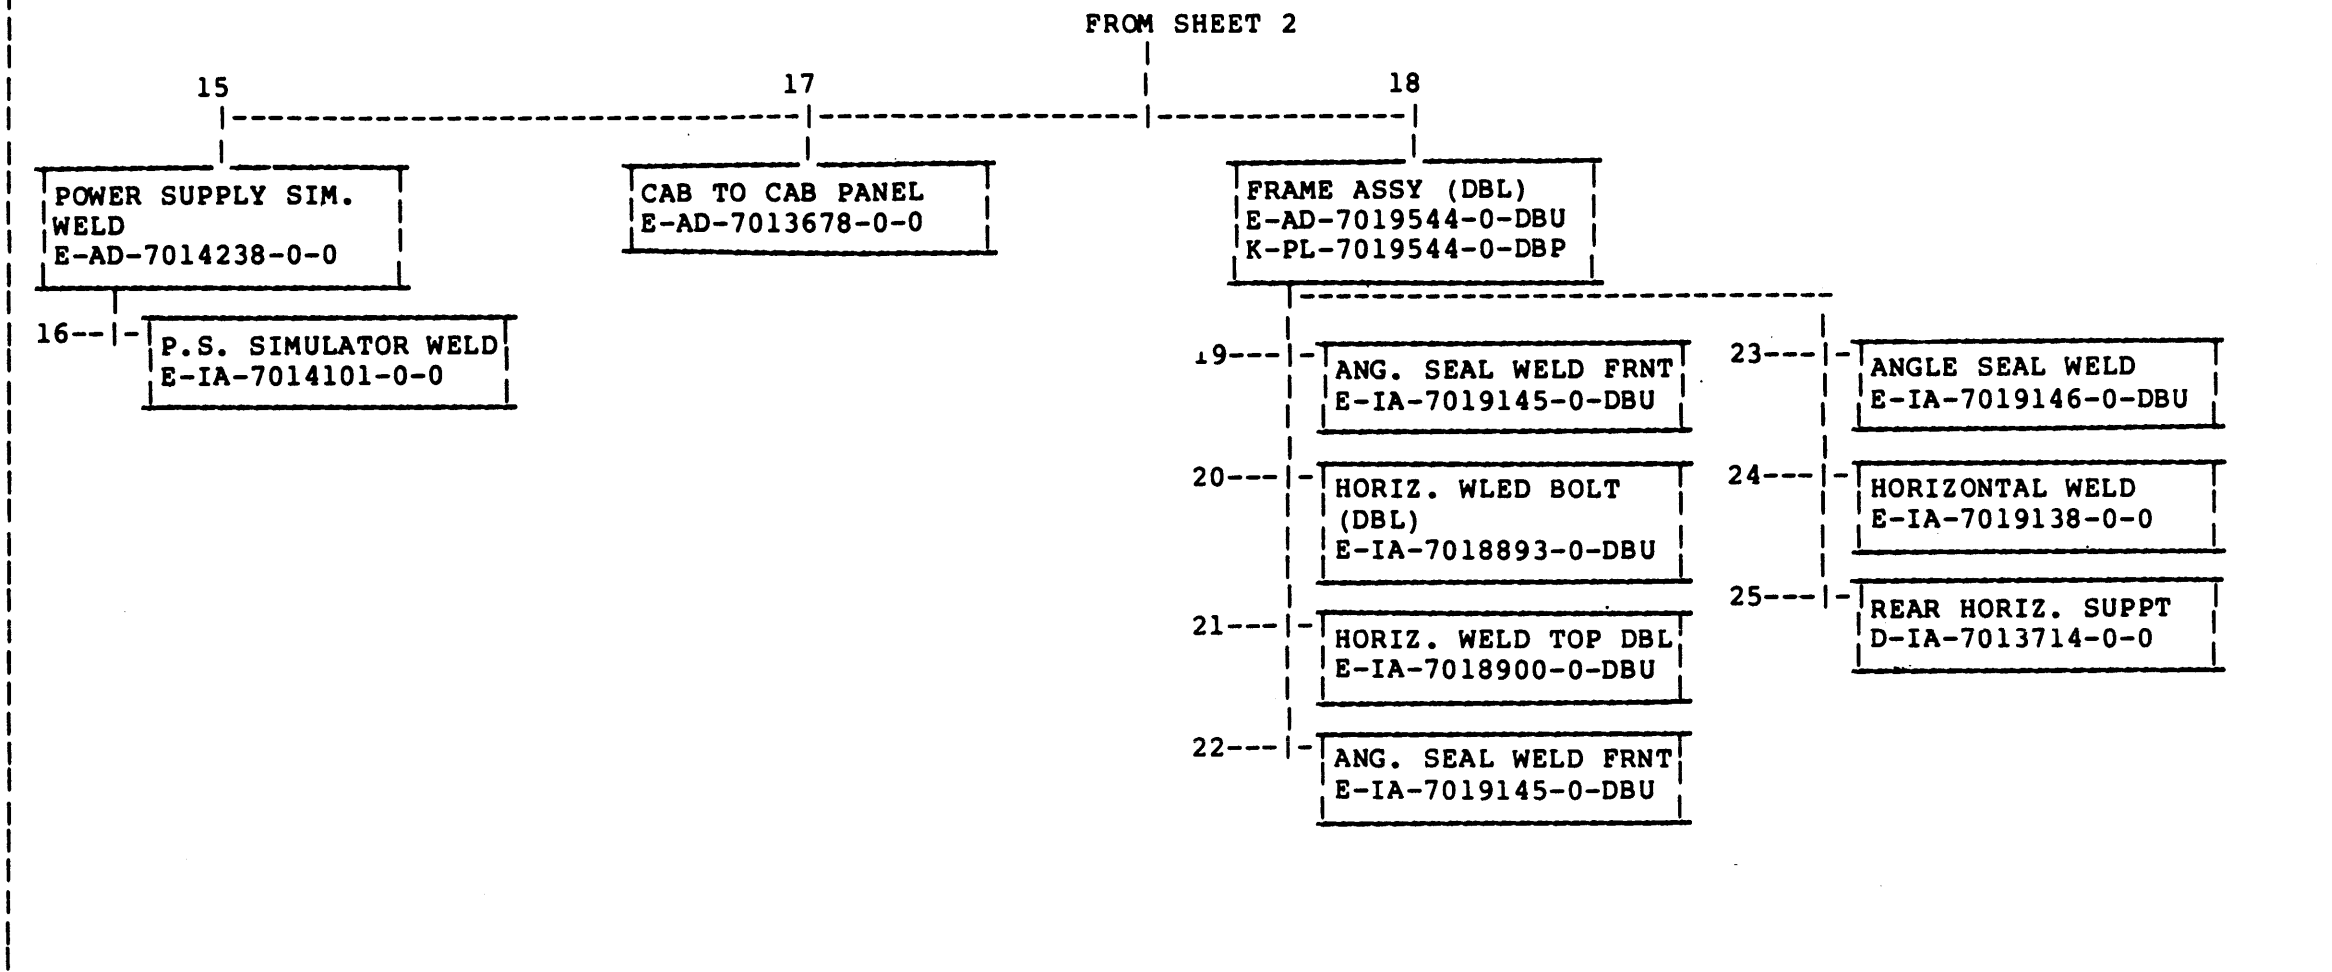 FROM SHEET 2
15
17
18
POWER SUPPLY SIM.
WELD
E-AD-7014238-0-0
CAB TO CAB PANEL
E-AD-7013678-0-0
FRAME ASSY (DBL)
E-AD-7019544-0-DBU
K-PL-7019544-0-DBP
16
P.S. SIMULATOR WELD
E-IA-7014101-0-0
19
ANG. SEAL WELD FRNT
E-IA-7019145-0-DBU
20
HORIZ. WLED BOLT
(DBL)
E-IA-7018893-0-DBU
21
HORIZ. WELD TOP DBL
E-IA-7018900-0-DBU
22
ANG. SEAL WELD FRNT
E-IA-7019145-0-DBU
23
ANGLE SEAL WELD
E-IA-7019146-0-DBU
24
HORIZONTAL WELD
E-IA-7019138-0-0
25
REAR HORIZ. SUPPT
D-IA-7013714-0-0